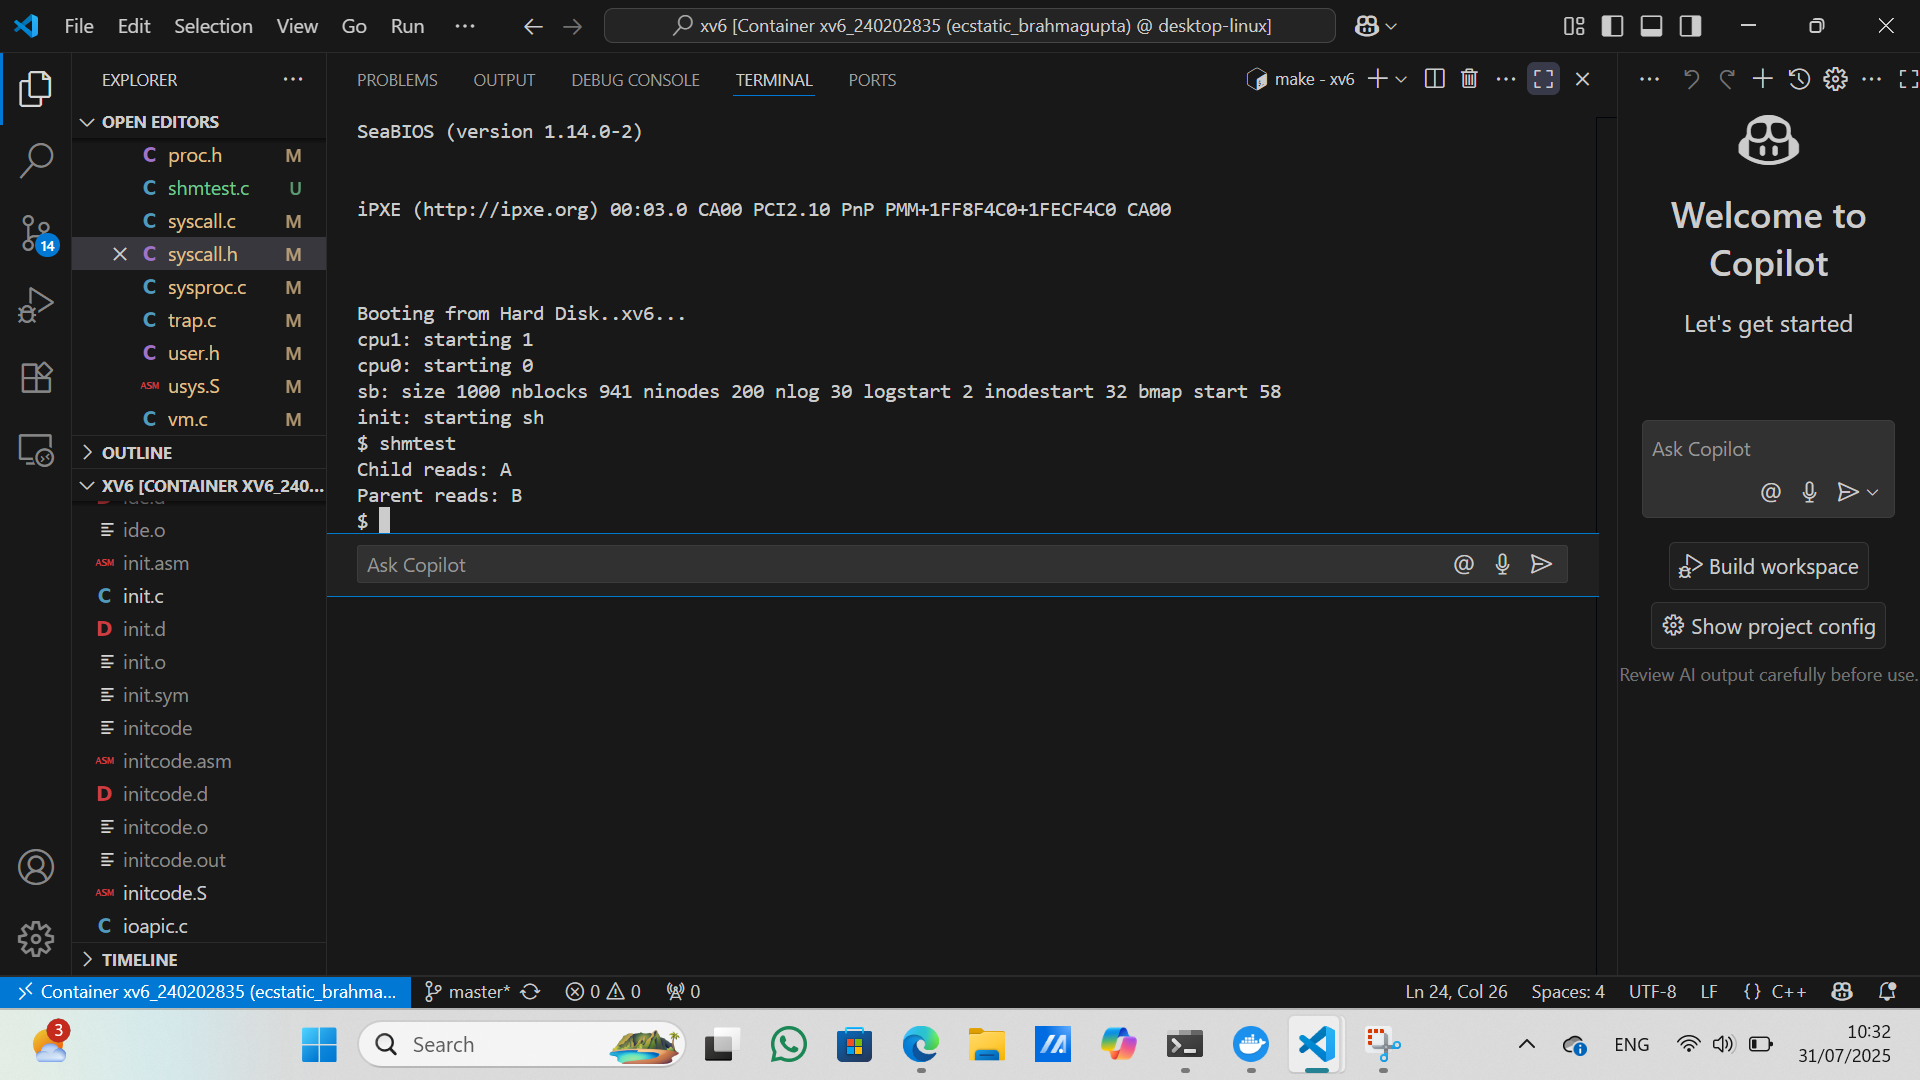 File Edit Selection View Go Run ···
xv6 [Container xv6_240202835 (ecstatic_brahmagupta) @ desktop-linux]
EXPLORER
OPEN EDITORS
C proc.h M
C shmtest.c U
C syscall.c M
C syscall.h M
C sysproc.c M
C trap.c M
C user.h M
ASM usys.S M
C vm.c M
OUTLINE
XV6 [CONTAINER XV6_240...
ide.o
ASM init.asm
C init.c
D init.d
init.o
init.sym
initcode
ASM initcode.asm
D initcode.d
initcode.o
initcode.out
ASM initcode.S
C ioapic.c
TIMELINE
14
PROBLEMS OUTPUT DEBUG CONSOLE TERMINAL PORTS
make - xv6
SeaBIOS (version 1.14.0-2)
iPXE (http://ipxe.org) 00:03.0 CA00 PCI2.10 PnP PMM+1FF8F4C0+1FECF4C0 CA00
Booting from Hard Disk..xv6...
cpu1: starting 1
cpu0: starting 0
sb: size 1000 nblocks 941 ninodes 200 nlog 30 logstart 2 inodestart 32 bmap start 58
init: starting sh
$ shmtest
Child reads: A
Parent reads: B
$
Ask Copilot
Welcome to
Copilot
Let's get started
Ask Copilot
Build workspace
Show project config
Review AI output carefully before use.
Container xv6_240202835 (ecstatic_brahma... master* 0 0 0
Ln 24, Col 26 Spaces: 4 UTF-8 LF {} C++
3
Search
ENG
10:32
31/07/2025